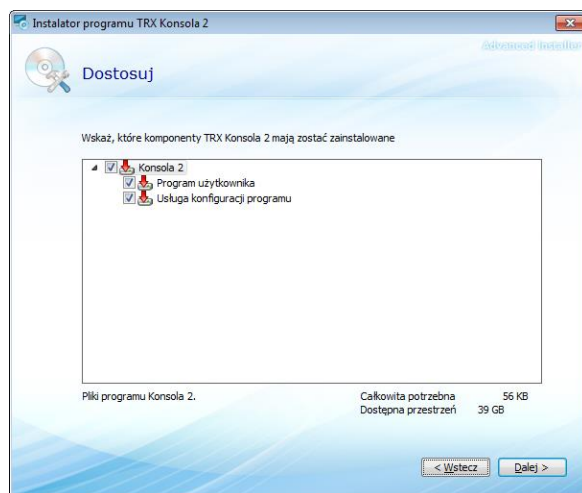 Instalator programu TRX Konsola 2
Advanced Installer
Dostosuj
Wskaż, które komponenty TRX Konsola 2 mają zostać zainstalowane
Konsola 2
Program użytkownika
Usługa konfiguracji programu
Pliki programu Konsola 2.
Całkowita potrzebna 56 KB
Dostępna przestrzeń 39 GB
< Wstecz
Dalej >